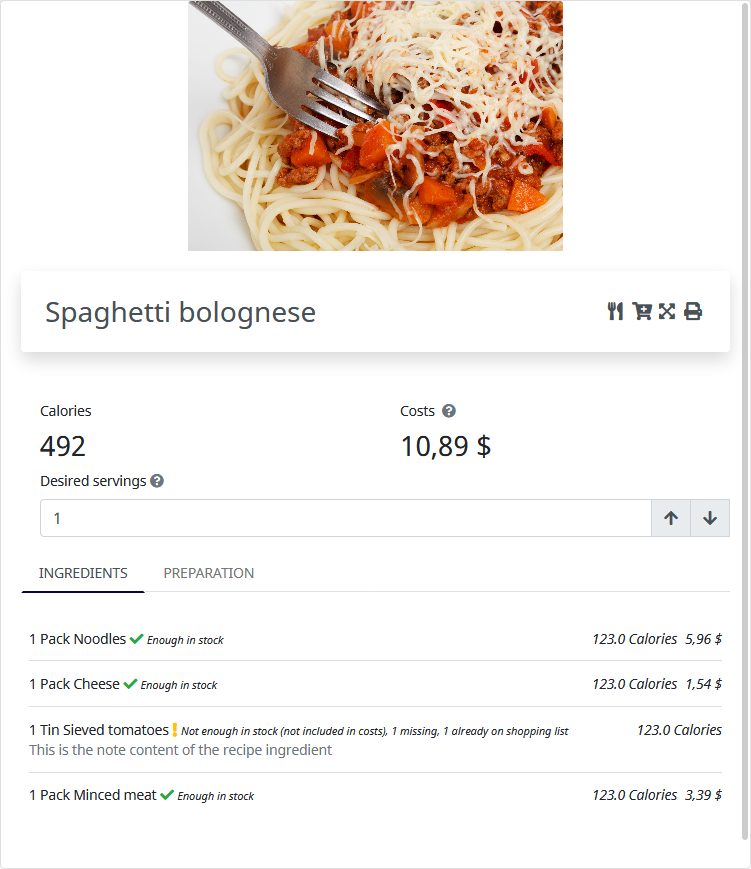 Spaghetti bolognese
Calories
Costs
492
10,89 $
Desired servings
1
INGREDIENTS PREPARATION
1 Pack Noodles Enough in stock 123.0 Calories 5,96 $
1 Pack Cheese Enough in stock 123.0 Calories 1,54 $
1 Tin Sieved tomatoes Not enough in stock (not included in costs), 1 missing, 1 already on shopping list 123.0 Calories
This is the note content of the recipe ingredient
1 Pack Minced meat Enough in stock 123.0 Calories 3,39 $